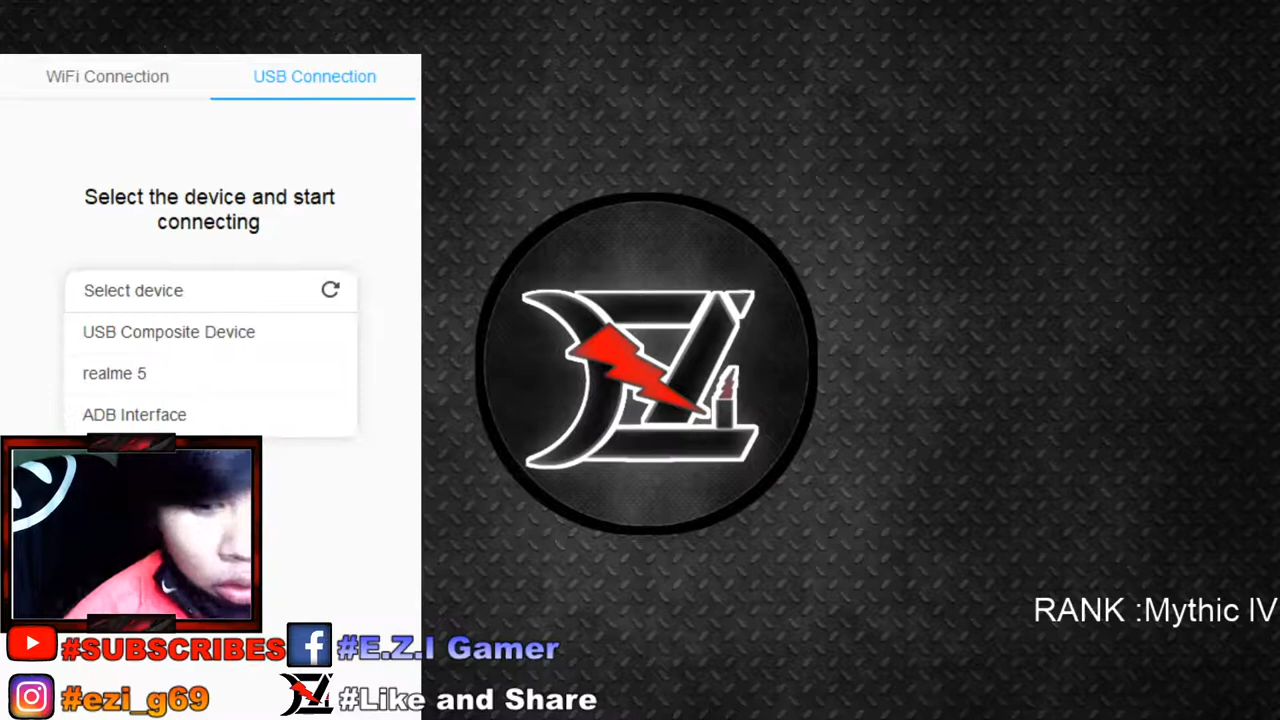 WiFi Connection
USB Connection
Select the device and start
connecting
Select device
USB Composite Device
realme 5
ADB Interface
RANK :Mythic IV
#SUBSCRIBES
#E.Z.I Gamer
#ezi_g69
#Like and Share